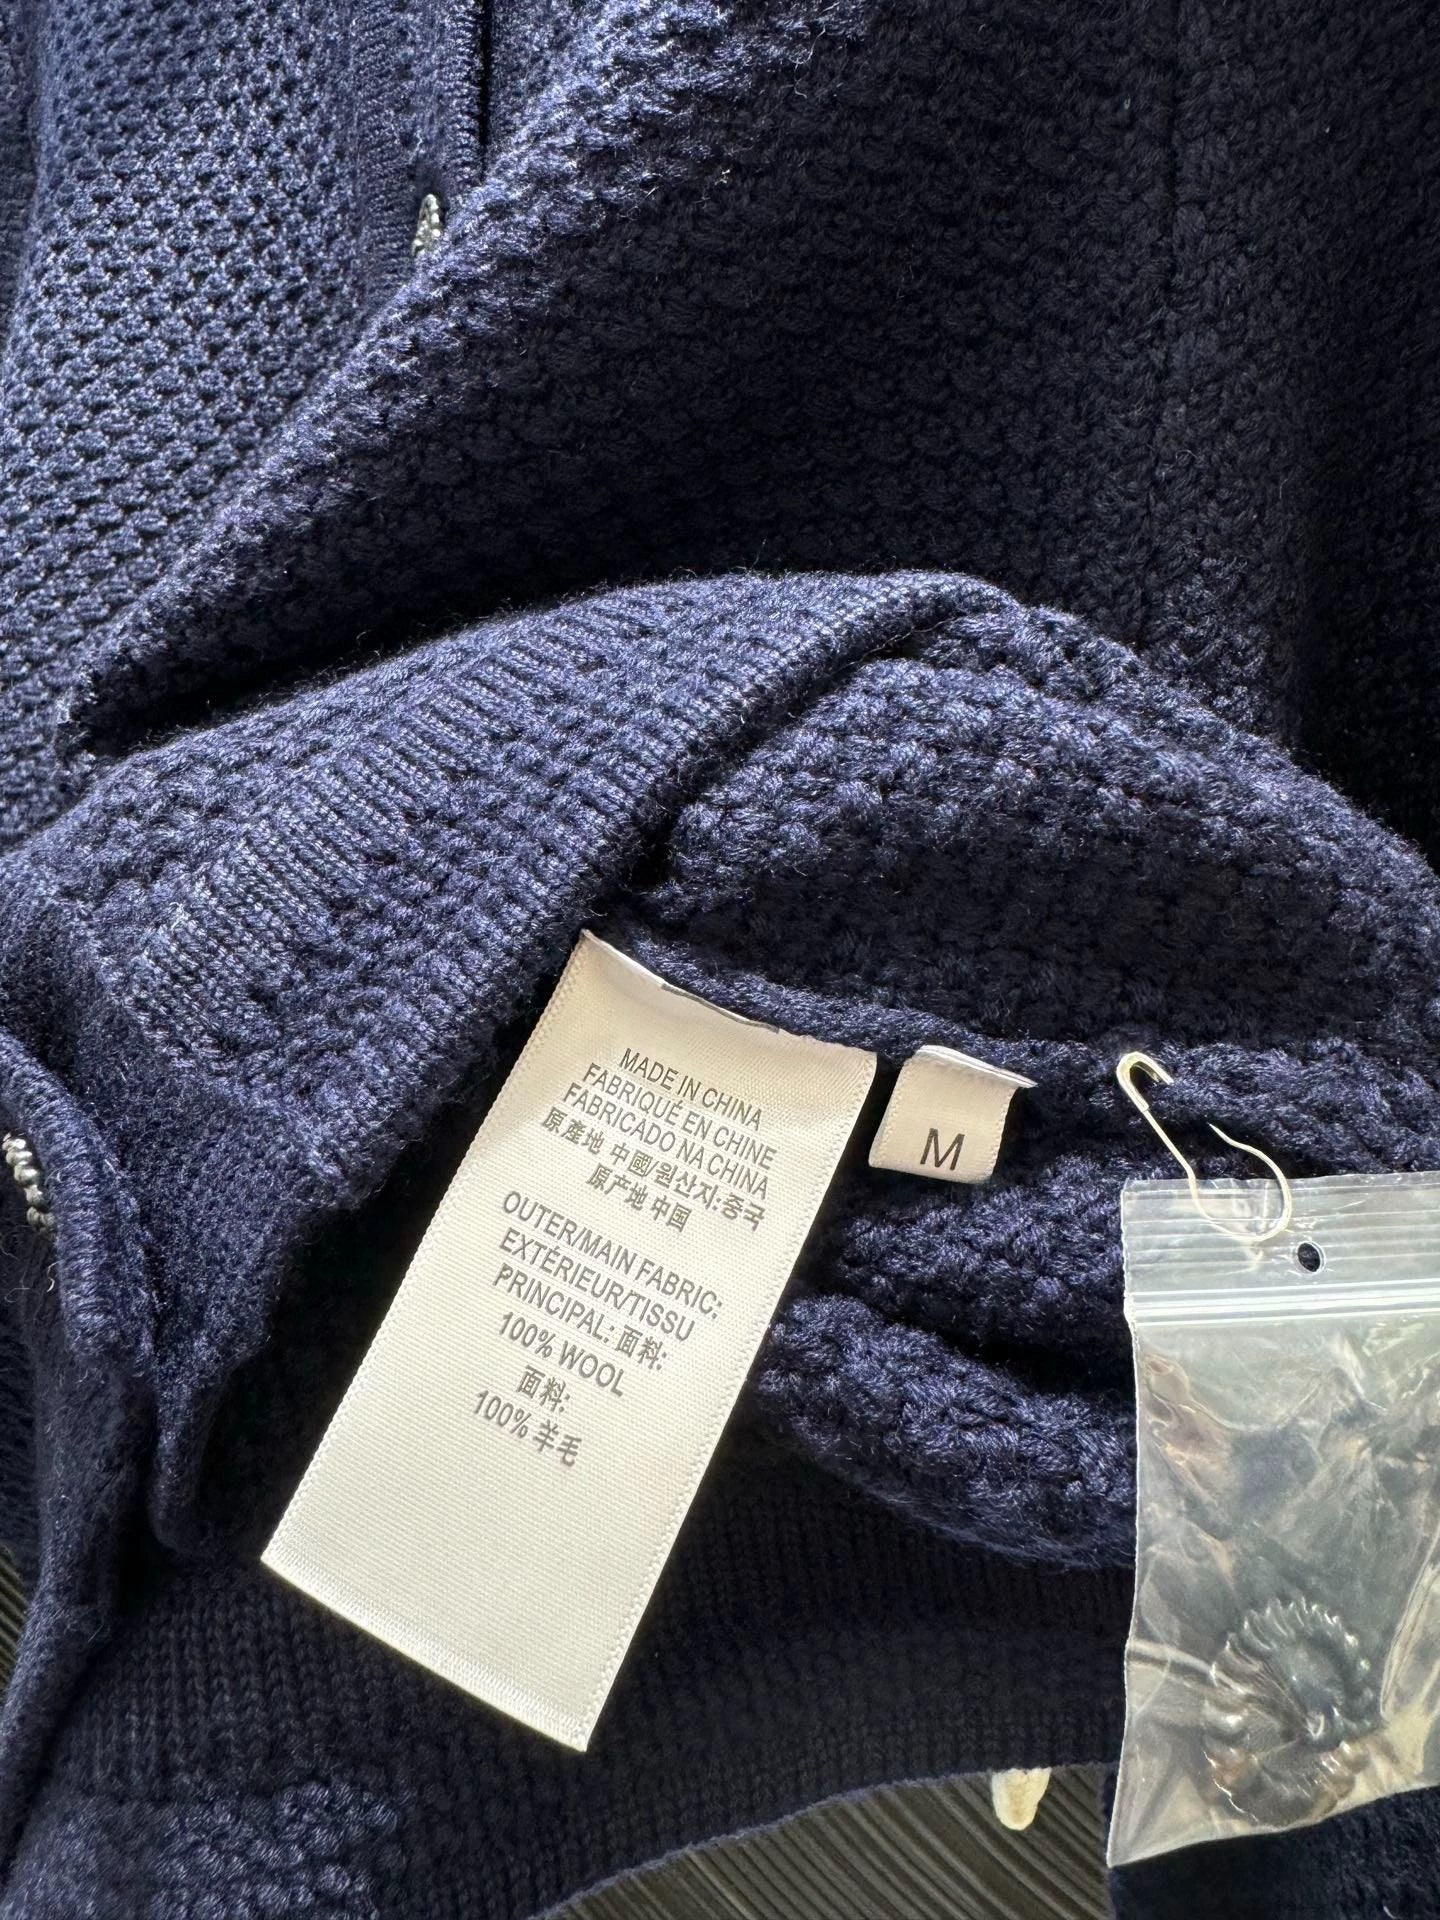 MADE IN CHINA
FABRIQUÉ EN CHINE
FABRICADO NA CHINA
原產地 中國/원산지:중국
原产地 中国
OUTER/MAIN FABRIC:
EXTÉRIEUR/TISSU
PRINCIPAL: 面料:
100% WOOL
面料:
100% 羊毛
M